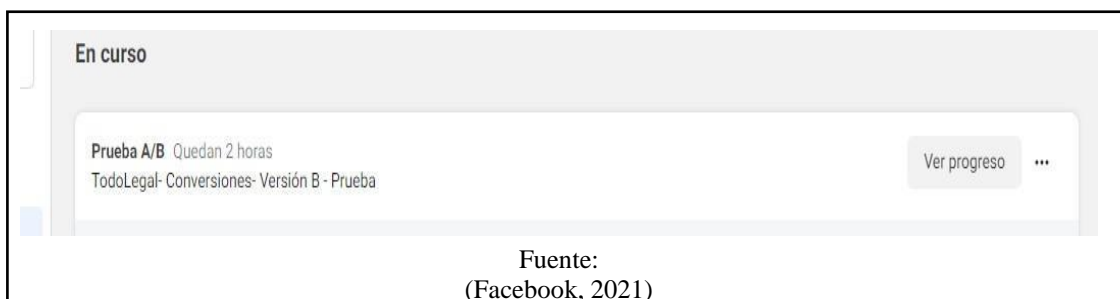 En curso
Prueba A/B Quedan 2 horas
Ver progreso
TodoLegal- Conversiones- Versión B - Prueba
Fuente:
(Facebook, 2021)